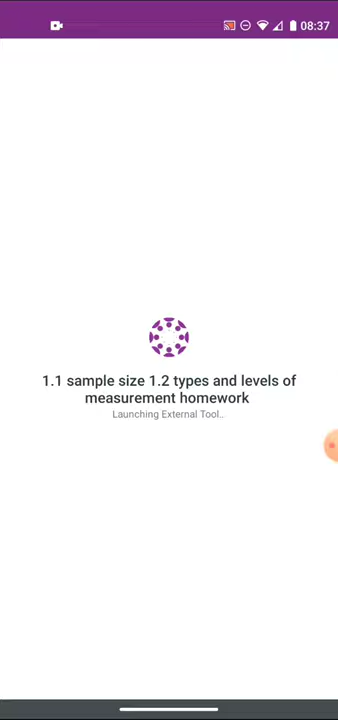 08:37
1.1 sample size 1.2 types and levels of
measurement homework
Launching External Tool..